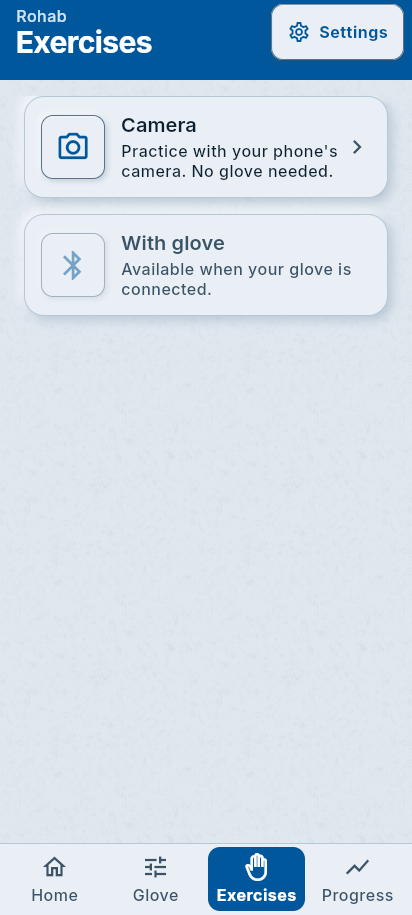 Rohab
Exercises
Settings
Camera
Practice with your phone's
camera. No glove needed.
With glove
Available when your glove is
connected.
Home
Glove
Exercises
Progress